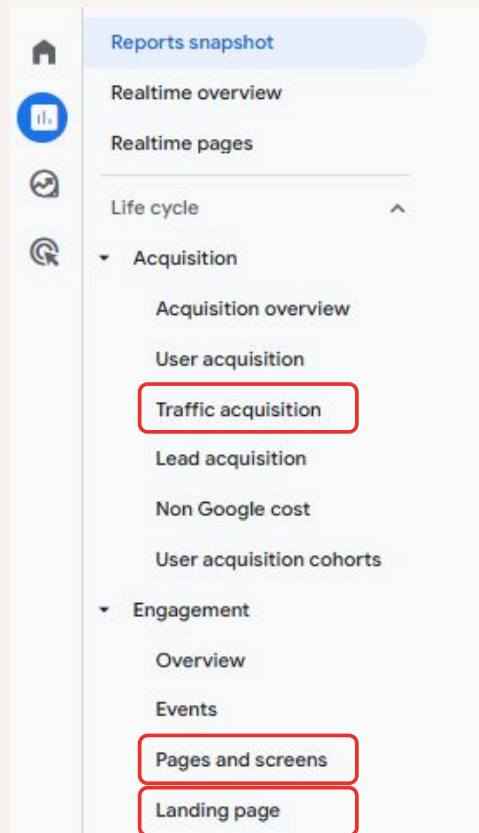 Reports snapshot
Realtime overview
Realtime pages
Life cycle
Acquisition
Acquisition overview
User acquisition
Traffic acquisition
Lead acquisition
Non Google cost
User acquisition cohorts
Engagement
Overview
Events
Pages and screens
Landing page